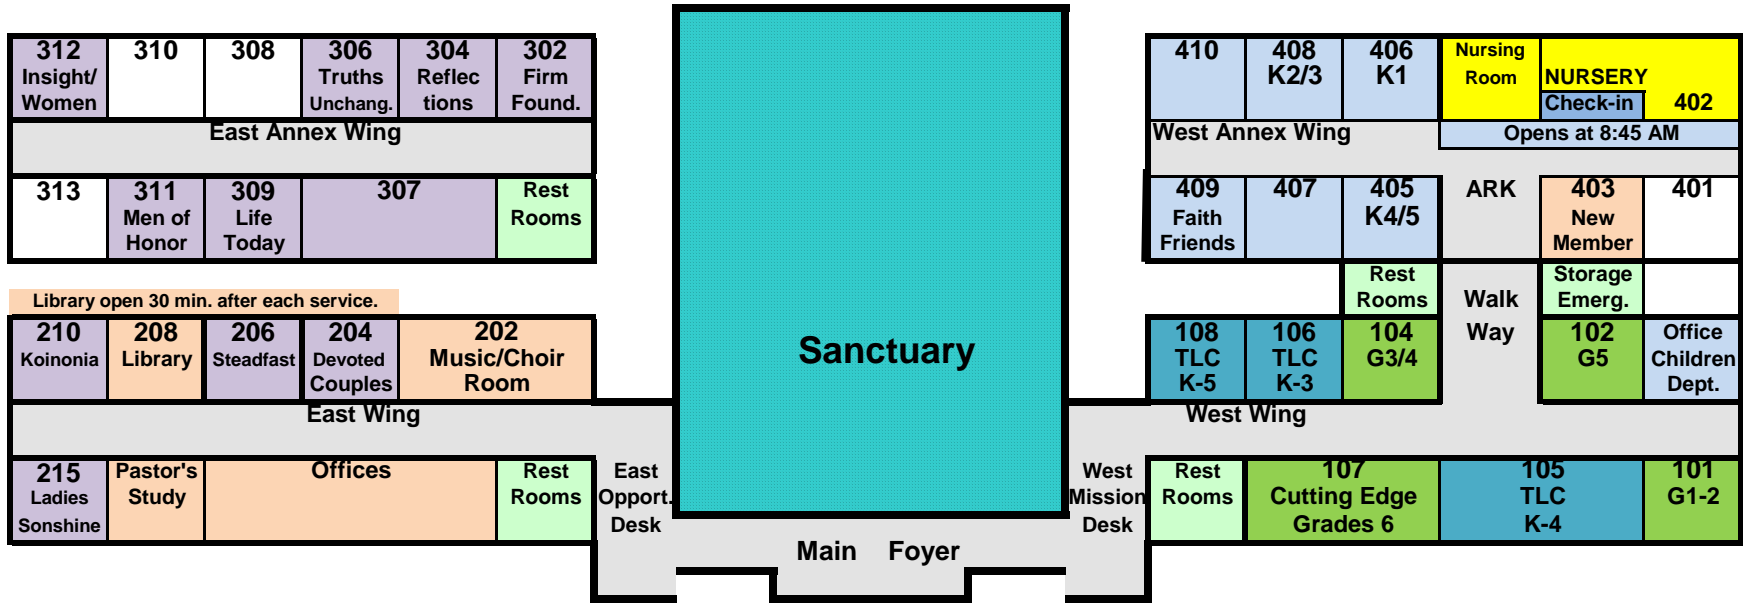 312
Insight/
Women
310
308
306
Truths
Unchang.
304
Reflec
tions
302
Firm
Found.
East Annex Wing
313
311
Men of
Honor
309
Life
Today
307
Rest
Rooms
Library open 30 min. after each service.
210
Koinonia
208
Library
206
Steadfast
204
Devoted
Couples
202
Music/Choir
Room
East Wing
215
Ladies
Sonshine
Pastor's
Study
Offices
Rest
Rooms
East
Opport.
Desk
Sanctuary
Main Foyer
West
Mission
Desk
410
408
K2/3
406
K1
Nursing
Room
NURSERY
Check-in
402
West Annex Wing
Opens at 8:45 AM
409
Faith
Friends
407
405
K4/5
ARK
403
New
Member
401
Rest
Rooms
Walk
Way
Storage
Emerg.
108
TLC
K-5
106
TLC
K-3
104
G3/4
102
G5
Office
Children
Dept.
West Wing
Rest
Rooms
107
Cutting Edge
Grades 6
105
TLC
K-4
101
G1-2